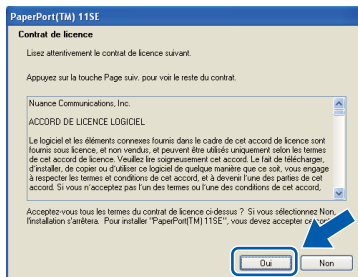 PaperPort(TM) 11SE
Contrat de licence
Lisez attentivement le contrat de licence suivant.
Appuyez sur la touche Page suiv. pour voir le reste du contrat.
Nuance Communications, Inc.
ACCORD DE LICENCE LOGICIEL
Le logiciel et les éléments connexes fournis dans le cadre de cet accord de licence sont
fournis sous licence, et non vendus, et peuvent être utilisés uniquement selon les termes
de cet accord de licence. Veuillez lire soigneusement cet accord. Le fait de télécharger,
d'installer, de copier ou d'utiliser ce logiciel de quelque manière que ce soit, vous engage
à respecter les termes et conditions de cet accord, et à devenir l'une des parties de cet
accord. Si vous n'acceptez pas l'un des termes ou l'une des conditions de cet accord,
Acceptez-vous tous les termes du contrat de licence ci-dessus ? Si vous sélectionnez Non,
l'installation s'arrêtera. Pour installer "PaperPort(TM) 11SE", vous devez accepter ce
Oui
Non